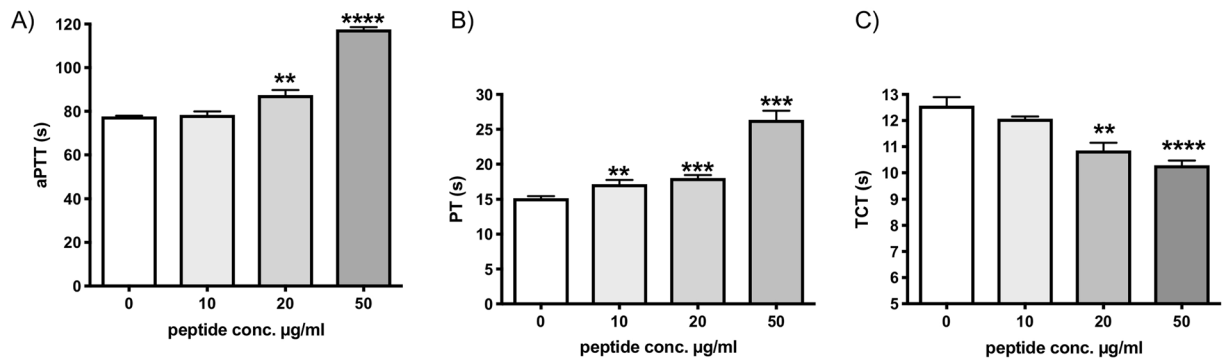 A)
aPTT (s)
120
100
80
60
40
20
0
**
****
0 10 20 50
peptide conc. µg/ml
B)
PT (s)
30
25
20
15
10
5
0
**
***
***
0 10 20 50
peptide conc. µg/ml
C)
TCT (s)
13
12
11
10
9
8
7
6
5
**
****
0 10 20 50
peptide conc. µg/ml